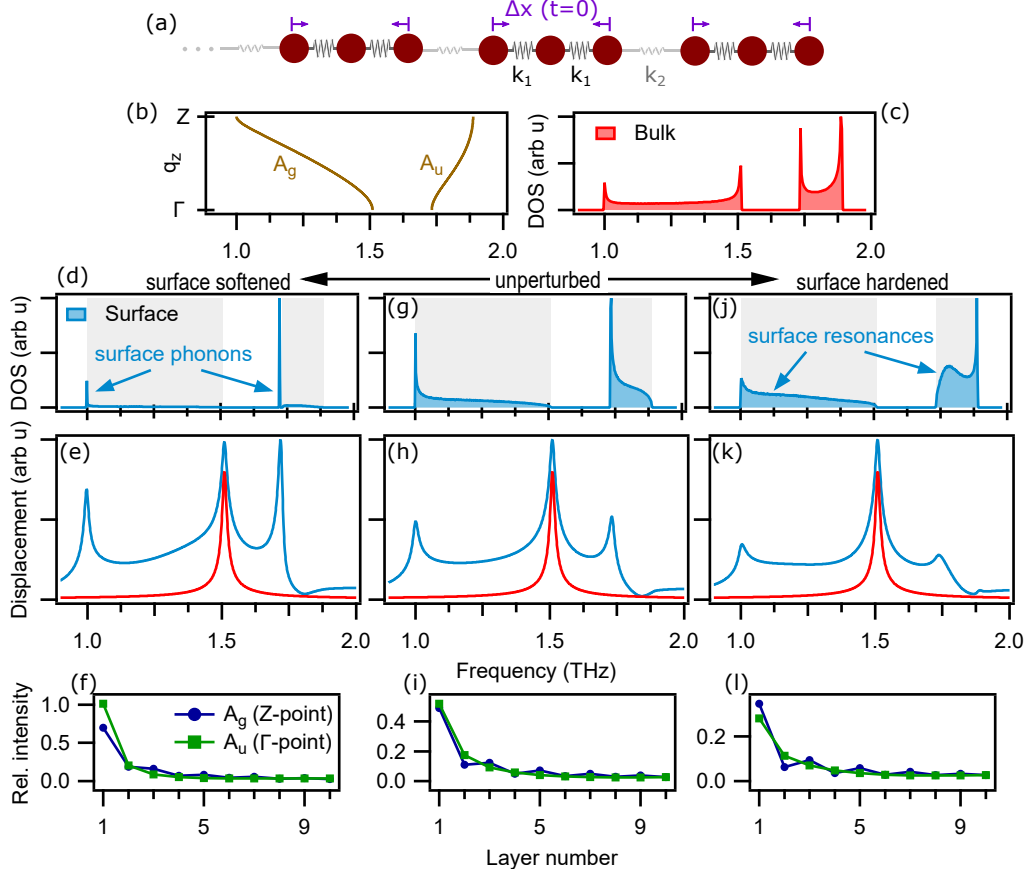 (a)
Δx (t=0)
k1 k1 k2
(b)
Z
qz
Γ
Ag
Au
1.0 1.5 2.0
(c)
DOS (arb u)
Bulk
1.0 1.5 2.0
surface softened unperturbed surface hardened
(d)
DOS (arb u)
Surface
surface phonons
(g)
(j)
surface resonances
(e)
Displacement (arb u)
1.0 1.5 2.0
(h)
1.0 1.5 2.0
(k)
1.0 1.5 2.0
Frequency (THz)
(f)
Rel. intensity
1.0
0.5
0.0
Ag (Z-point)
Au (Γ-point)
1 5 9
(i)
0.4
0.2
0.0
1 5 9
(l)
0.2
0.0
1 5 9
Layer number